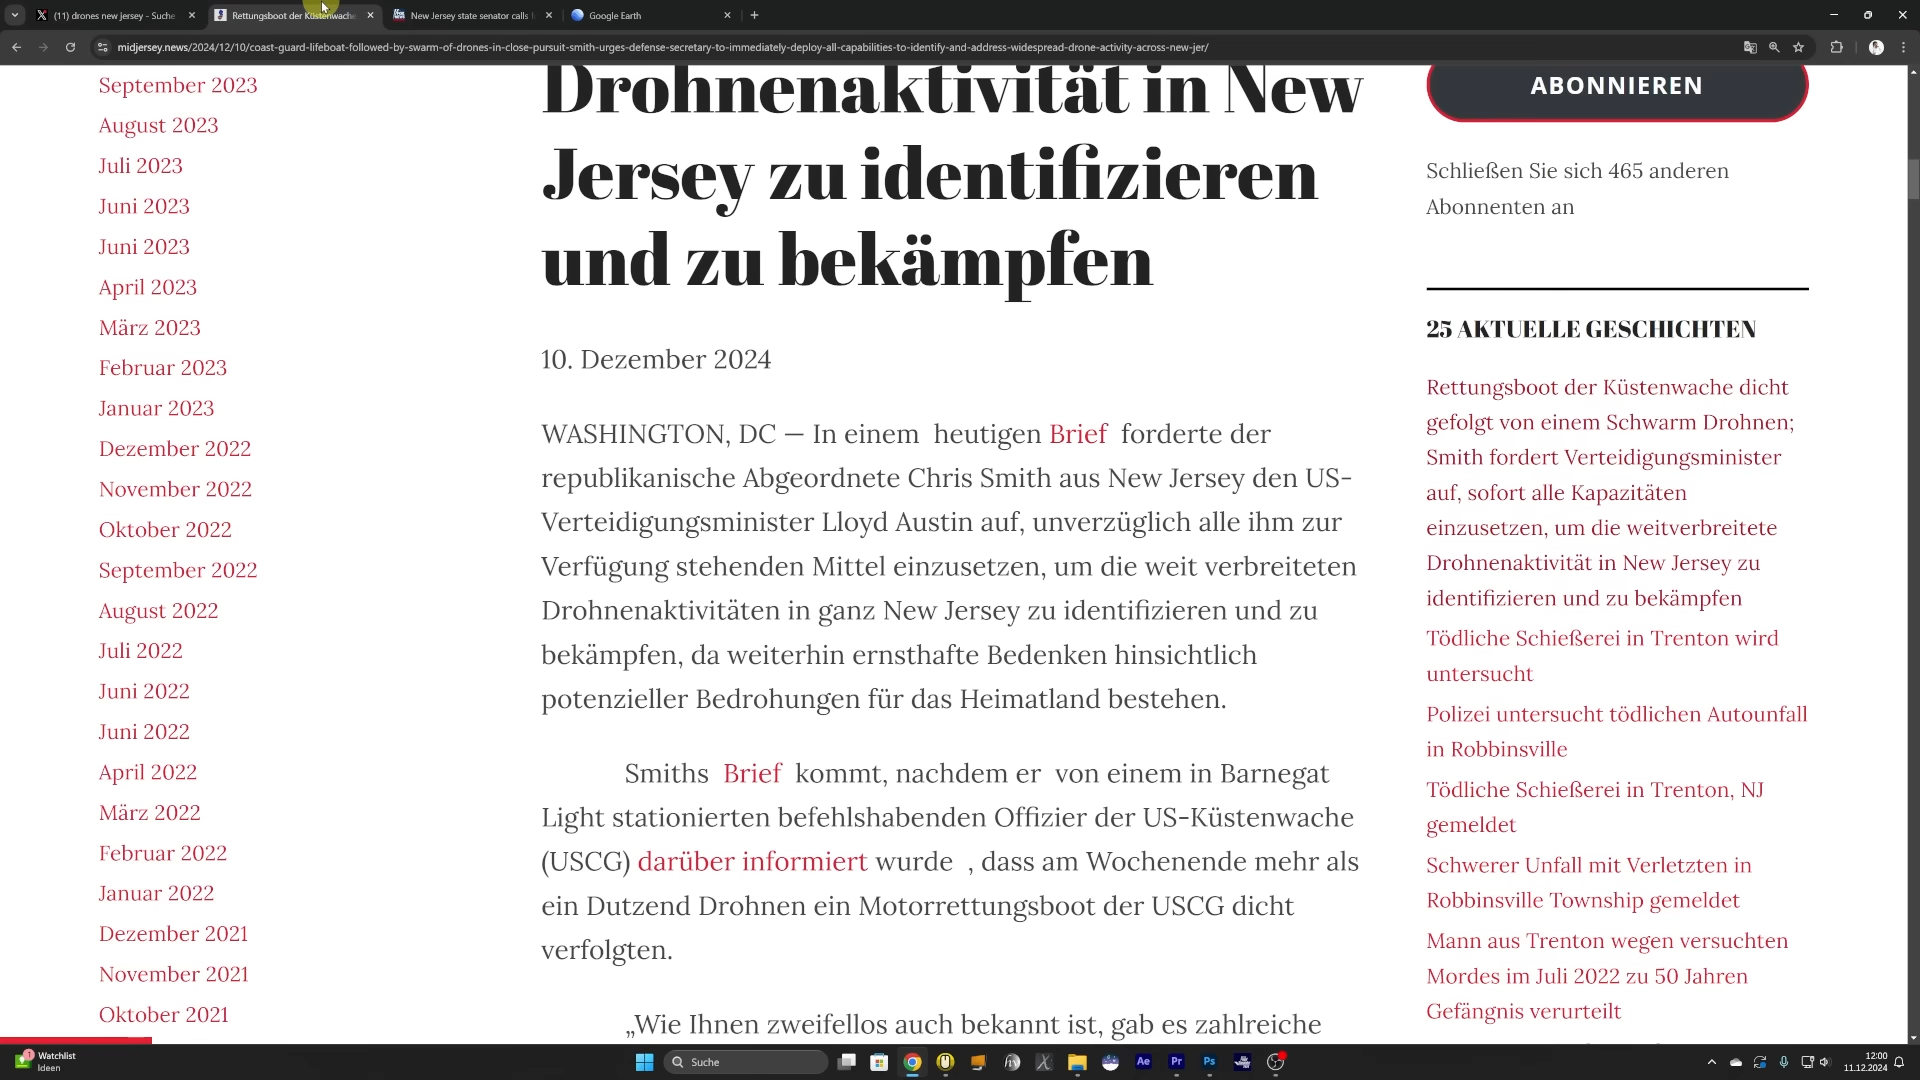 (11) drones new jersey - Suche
Rettungsboot der Küstenwache
New Jersey state senator calls
Google Earth
midjersey.news/2024/12/10/coast-guard-lifeboat-followed-by-swarm-of-drones-in-close-pursuit-smith-urges-defense-secretary-to-immediately-deploy-all-capabilities-to-identify-and-address-widespread-drone-activity-across-new-jer/
September 2023
August 2023
Juli 2023
Juni 2023
Juni 2023
April 2023
März 2023
Februar 2023
Januar 2023
Dezember 2022
November 2022
Oktober 2022
September 2022
August 2022
Juli 2022
Juni 2022
Juni 2022
April 2022
März 2022
Februar 2022
Januar 2022
Dezember 2021
November 2021
Oktober 2021
Drohnenaktivität in New
Jersey zu identifizieren
und zu bekämpfen
10. Dezember 2024
WASHINGTON, DC — In einem heutigen Brief forderte der
republikanische Abgeordnete Chris Smith aus New Jersey den US-
Verteidigungsminister Lloyd Austin auf, unverzüglich alle ihm zur
Verfügung stehenden Mittel einzusetzen, um die weit verbreiteten
Drohnenaktivitäten in ganz New Jersey zu identifizieren und zu
bekämpfen, da weiterhin ernsthafte Bedenken hinsichtlich
potenzieller Bedrohungen für das Heimatland bestehen.
Smiths Brief kommt, nachdem er von einem in Barnegat
Light stationierten befehlshabenden Offizier der US-Küstenwache
(USCG) darüber informiert wurde , dass am Wochenende mehr als
ein Dutzend Drohnen ein Motorrettungsboot der USCG dicht
verfolgten.
„Wie Ihnen zweifellos auch bekannt ist, gab es zahlreiche
ABONNIEREN
Schließen Sie sich 465 anderen
Abonnenten an
25 AKTUELLE GESCHICHTEN
Rettungsboot der Küstenwache dicht
gefolgt von einem Schwarm Drohnen;
Smith fordert Verteidigungsminister
auf, sofort alle Kapazitäten
einzusetzen, um die weitverbreitete
Drohnenaktivität in New Jersey zu
identifizieren und zu bekämpfen
Tödliche Schießerei in Trenton wird
untersucht
Polizei untersucht tödlichen Autounfall
in Robbinsville
Tödliche Schießerei in Trenton, NJ
gemeldet
Schwerer Unfall mit Verletzten in
Robbinsville Township gemeldet
Mann aus Trenton wegen versuchten
Mordes im Juli 2022 zu 50 Jahren
Gefängnis verurteilt
1
Watchlist
Ideen
Suche
Ae
Pr
Ps
12:00
11.12.2024